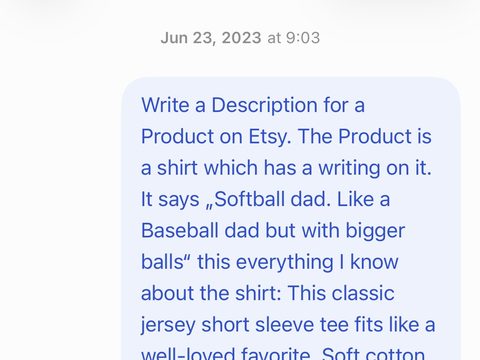 Jun 23, 2023 at 9:03
Write a Description for a
Product on Etsy. The Product is
a shirt which has a writing on it.
It says „Softball dad. Like a
Baseball dad but with bigger
balls“ this everything I know
about the shirt: This classic
jersey short sleeve tee fits like a
well-loved favorite. Soft cotton